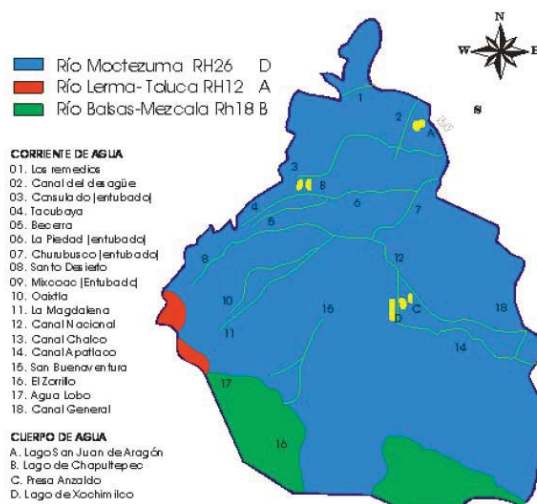 N
W
E
S
Río Moctezuma RH26 D
Río Lerma-Toluca RH12 A
Río Balsas-Mezcala Rh18 B
CORRIENTE DE AGUA
01. Los remedios
02. Canal del desagüe
03. Consulado |entubado|
04. Tacubaya
05. Becerra
06. La Piedad |entubado|
07. Churubusco |entubado|
08. Santo Desierto
09. Mixcoac |Entubado|
10. Oaixtla
11. La Magdalena
12. Canal Nacional
13. Canal Chalco
14. Canal Apatlaco
15. San Buenaventura
16. El Zorrillo
17. Agua Lobo
18. Canal General
CUERPO DE AGUA
A. Lago San Juan de Aragón
B. Lago de Chapultepec
C. Presa Anzaldo
D. Lago de Xochimilco
1
2
A
3
B
4
6
5
7
8
12
10
C
D
15
18
11
14
17
16